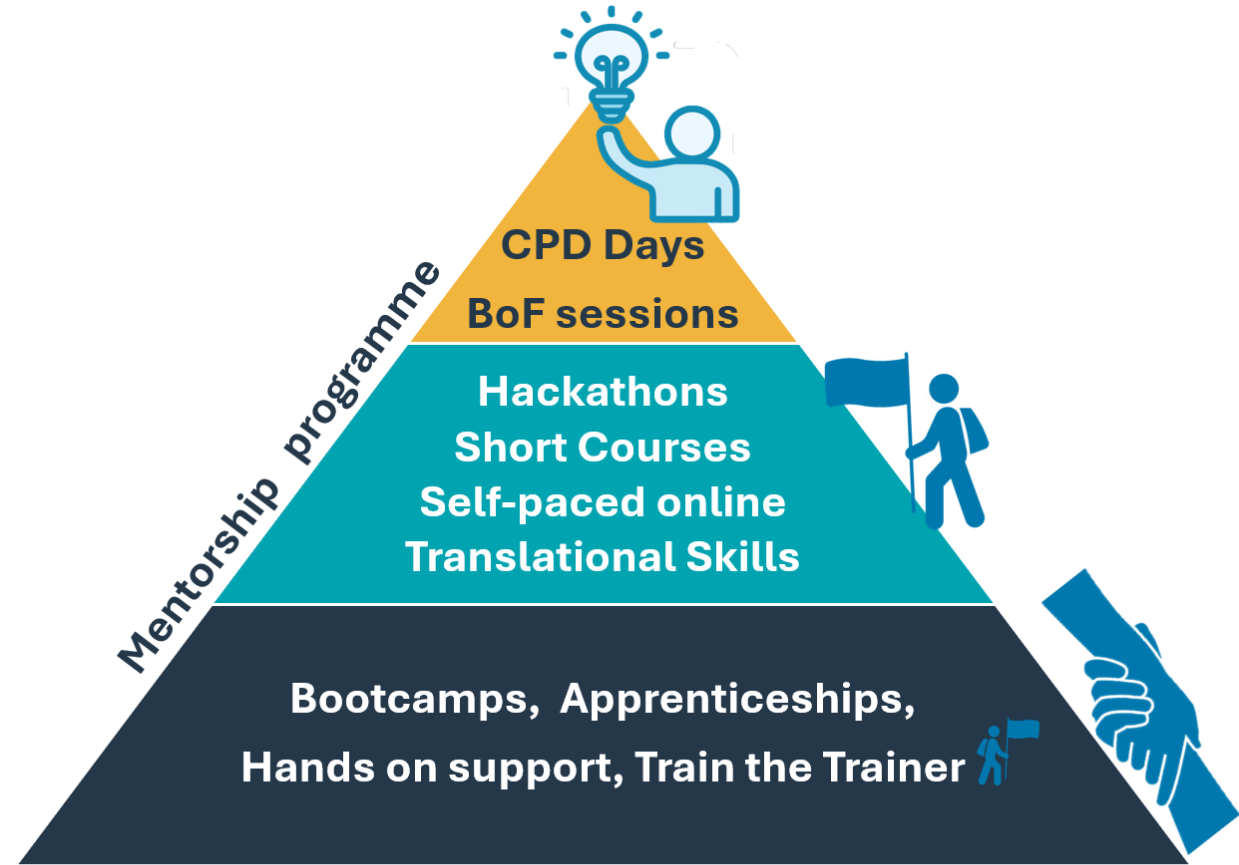 CPD Days
BoF sessions
Mentorship programme
Hackathons
Short Courses
Self-paced online
Translational Skills
Bootcamps, Apprenticeships,
Hands on support, Train the Trainer